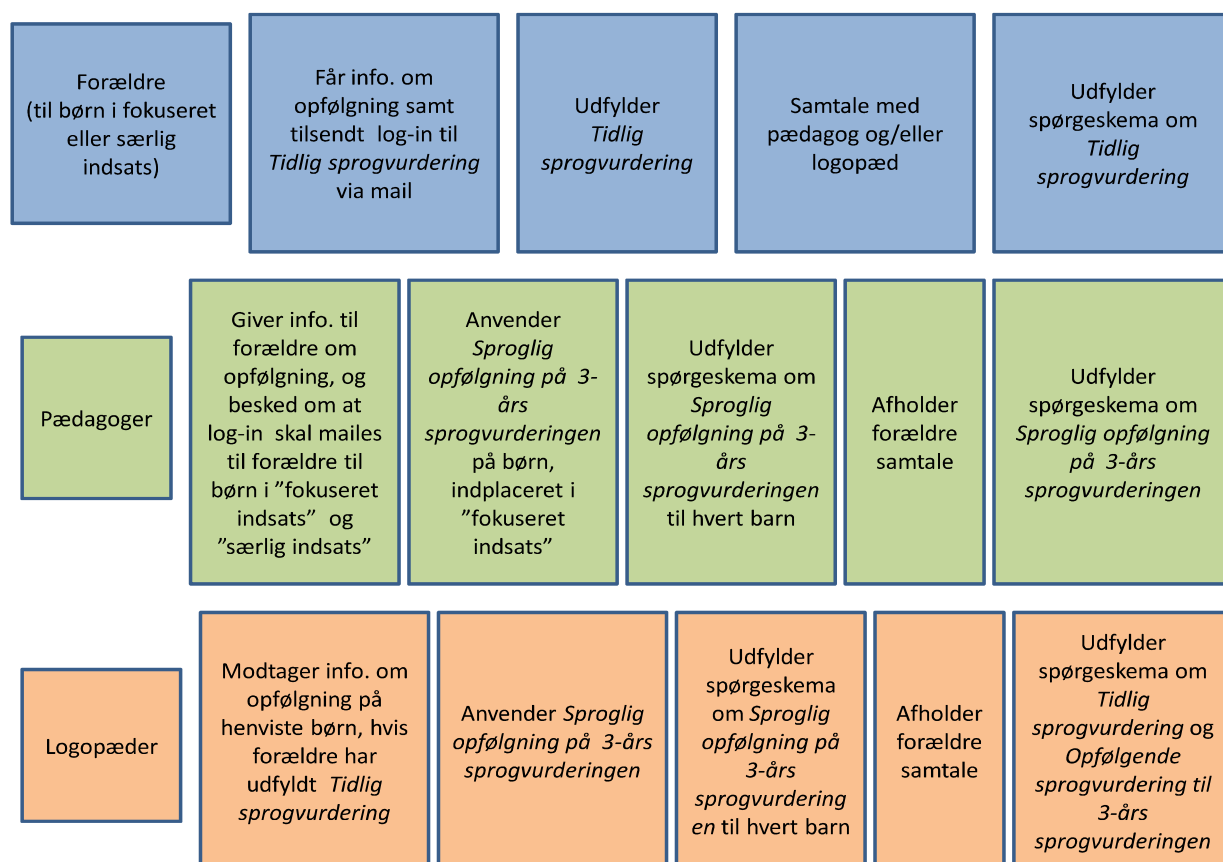 Forældre
(til børn i fokuseret
eller særlig
indsats)
Får info. om
opfølgning samt
tilsendt log-in til
Tidlig sprogvurdering
via mail
Udfylder
Tidlig
sprogvurdering
Samtale med
pædagog og/eller
logopæd
Udfylder
spørgeskema om
Tidlig
sprogvurdering
Pædagoger
Giver info. til
forældre om
opfølgning, og
besked om at
log-in skal mailes
til forældre til
børn i ”fokuseret
indsats” og
”særlig indsats”
Anvender
Sproglig
opfølgning på 3-
års
sprogvurderingen
på børn,
indplaceret i
”fokuseret
indsats”
Udfylder
spørgeskema om
Sproglig
opfølgning på 3-
års
sprogvurderingen
til hvert barn
Afholder
forældre
samtale
Udfylder
spørgeskema om
Sproglig opfølgning
på 3-års
sprogvurderingen
Logopæder
Modtager info. om
opfølgning på
henviste børn, hvis
forældre har
udfyldt Tidlig
sprogvurdering
Anvender Sproglig
opfølgning på 3-års
sprogvurderingen
Udfylder
spørgeskema
om Sproglig
opfølgning på
3-års
sprogvurdering
en til hvert barn
Afholder
forældre
samtale
Udfylder
spørgeskema om
Tidlig
sprogvurdering og
Opfølgende
sprogvurdering til
3-års
sprogvurderingen